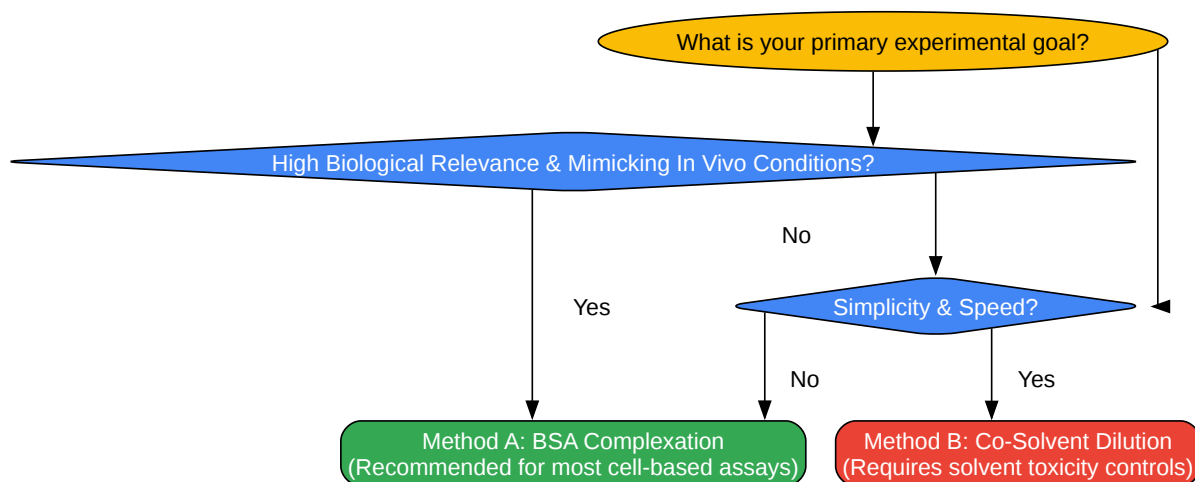 What is your primary experimental goal?
High Biological Relevance & Mimicking In Vivo Conditions?
No
Yes
Simplicity & Speed?
No
Yes
Method A: BSA Complexation
(Recommended for most cell-based assays)
Method B: Co-Solvent Dilution
(Requires solvent toxicity controls)